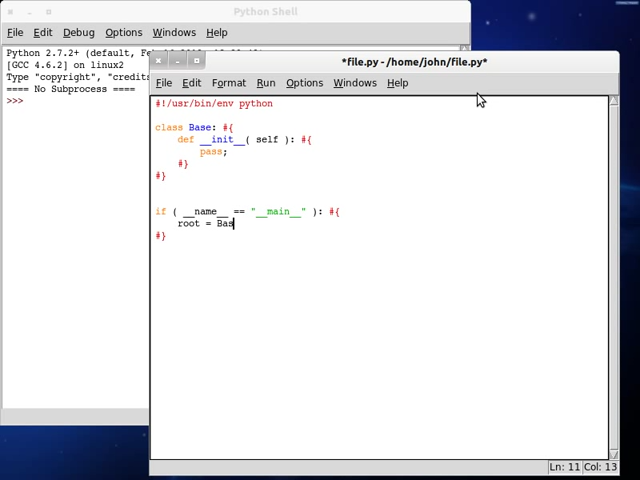 Python Shell
File Edit Debug Options Windows Help
Python 2.7.2+ (default,
[GCC 4.6.2] on linux2
Type "copyright", "credits
==== No Subprocess ====
>>>
*file.py - /home/john/file.py*
File Edit Format Run Options Windows Help
#!/usr/bin/env python
class Base: #{
def __init__( self ): #{
pass;
#}
#}
if ( __name__ == "__main__" ): #{
root = Bas
#}
Ln: 11 Col: 13